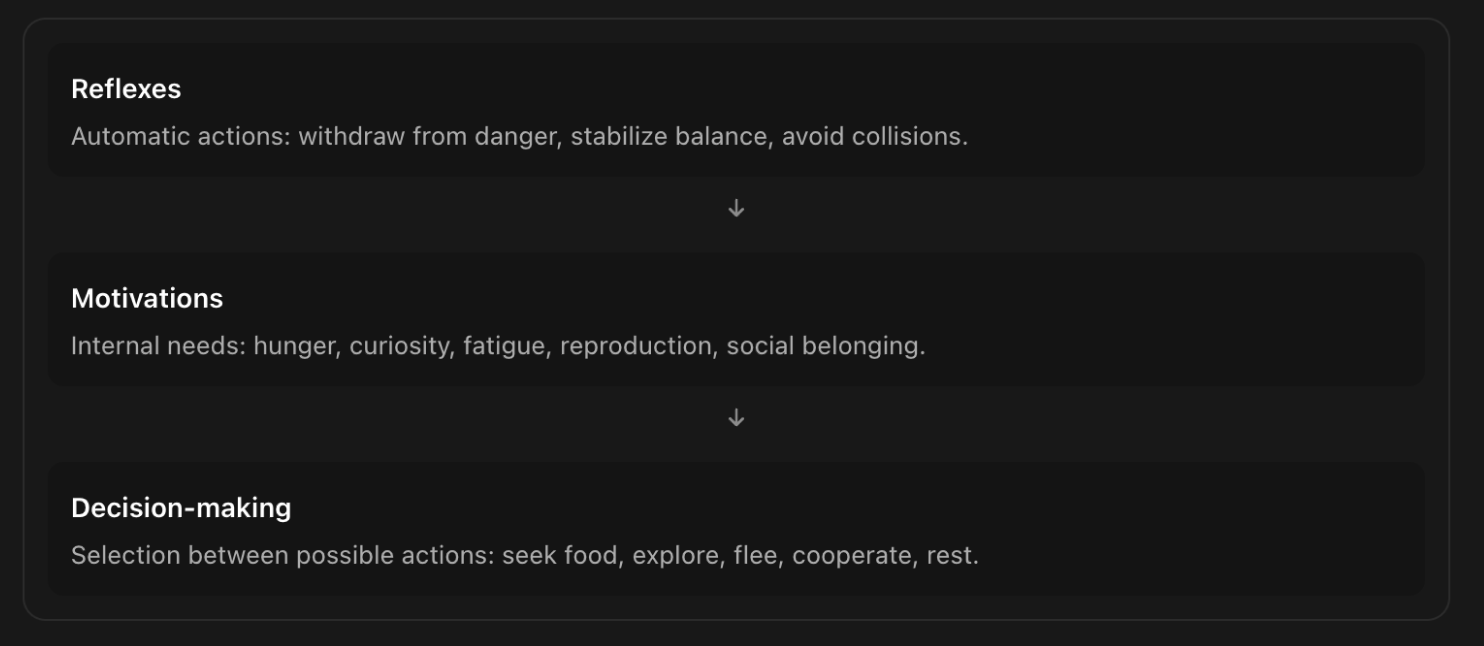 Reflexes
Automatic actions: withdraw from danger, stabilize balance, avoid collisions.
↓
Motivations
Internal needs: hunger, curiosity, fatigue, reproduction, social belonging.
↓
Decision-making
Selection between possible actions: seek food, explore, flee, cooperate, rest.